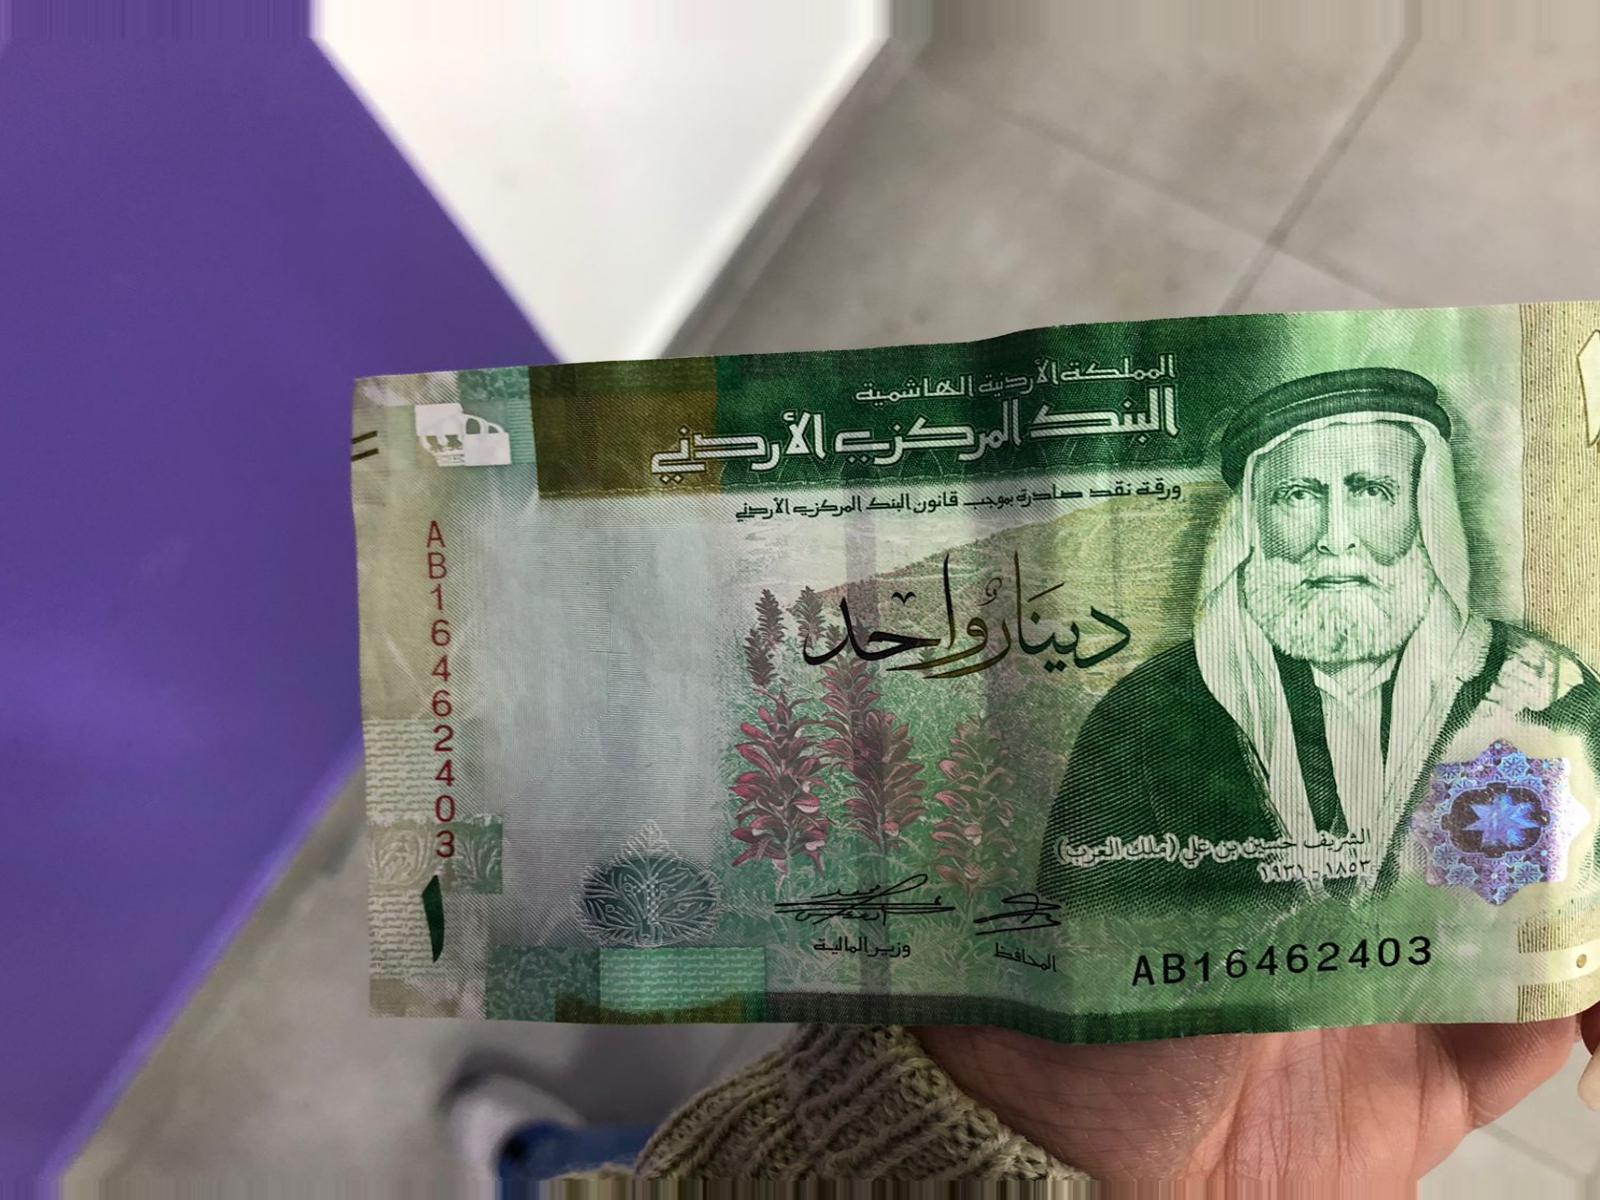 المملكة الأردنية الهاشمية
البنك المركزي الأردني
ورقة نقد صادرة بموجب قانون البنك المركزي الأردني
دينار واحد
AB16462403
الشريف حسين بن علي (ملك العرب)
١٨٥٣ - ١٩٣١
المحافظ
وزير المالية
AB16462403
١